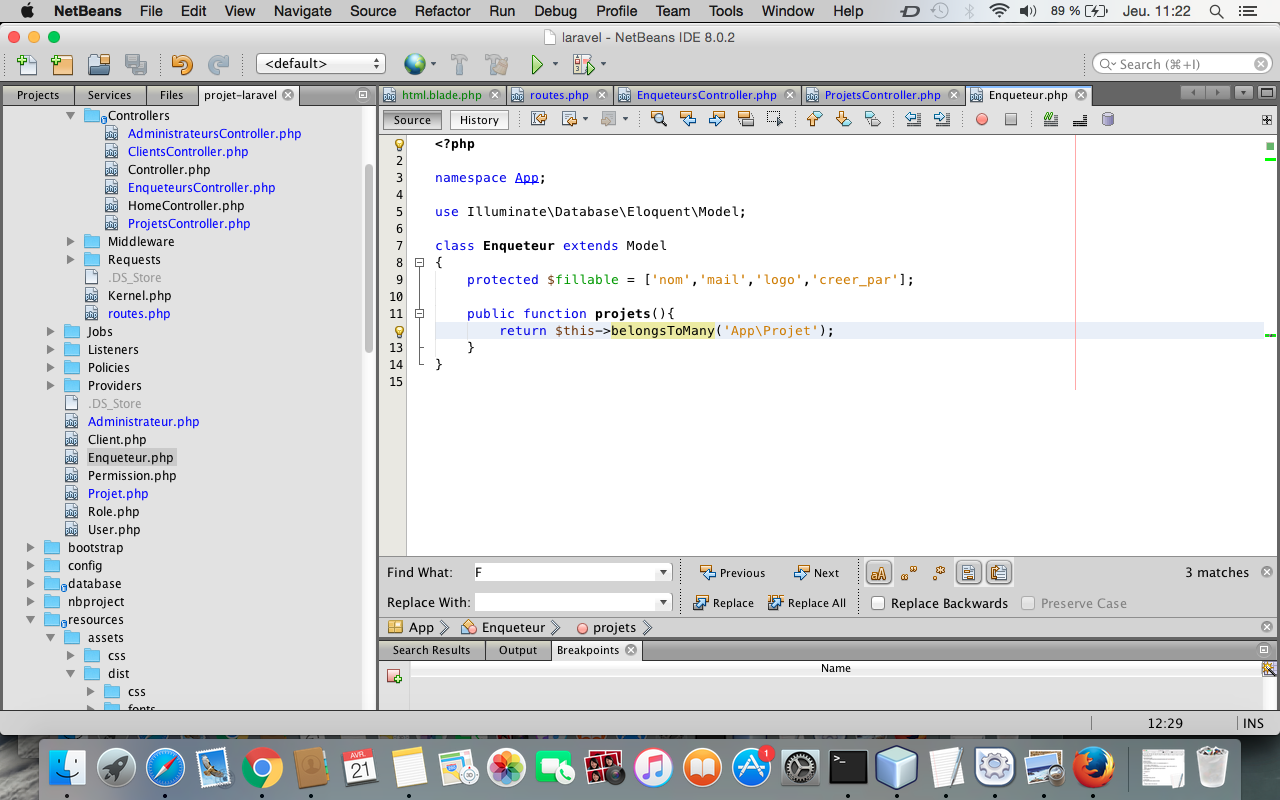 NetBeans File Edit View Navigate Source Refactor Run Debug Profile Team Tools Window Help 89 % Jeu. 11:22
laravel - NetBeans IDE 8.0.2
<default>
Search (⌘+I)
Projects Services Files projet-laravel
html.blade.php routes.php EnqueteursController.php ProjetsController.php Enqueteur.php
Source History
Controllers
AdministrateursController.php
ClientsController.php
Controller.php
EnqueteursController.php
HomeController.php
ProjetsController.php
Middleware
Requests
.DS_Store
Kernel.php
routes.php
Jobs
Listeners
Policies
Providers
.DS_Store
Administrateur.php
Client.php
Enqueteur.php
Permission.php
Projet.php
Role.php
User.php
bootstrap
config
database
nbproject
resources
assets
css
dist
css
fonts
<?php
2
3 namespace App;
4
5 use Illuminate\Database\Eloquent\Model;
6
7 class Enqueteur extends Model
8 {
9 protected $fillable = ['nom','mail','logo','creer_par'];
10
11 public function projets(){
return $this->belongsToMany('App\Projet');
13 }
14 }
15
Find What: F Previous Next 3 matches
Replace With: Replace Replace All Replace Backwards Preserve Case
App Enqueteur projets
Search Results Output Breakpoints
Name
12:29 INS
AVR.
21
1